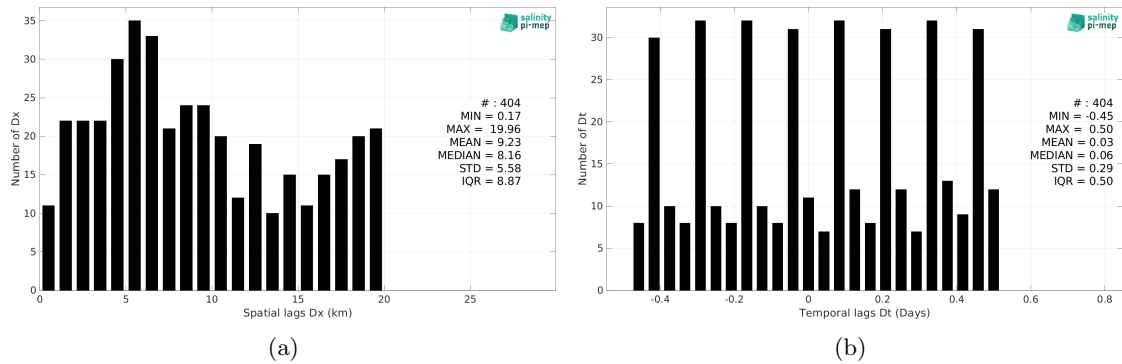 35
30
25
20
15
10
5
0
Number of Dx
0 5 10 15 20 25
Spatial lags Dx (km)
salinity
pi-mep
# : 404
MIN = 0.17
MAX = 19.96
MEAN = 9.23
MEDIAN = 8.16
STD = 5.58
IQR = 8.87
(a)
30
25
20
15
10
5
0
Number of Dt
-0.4 -0.2 0 0.2 0.4 0.6 0.8
Temporal lags Dt (Days)
salinity
pi-mep
# : 404
MIN = -0.45
MAX = 0.50
MEAN = 0.03
MEDIAN = 0.06
STD = 0.29
IQR = 0.50
(b)